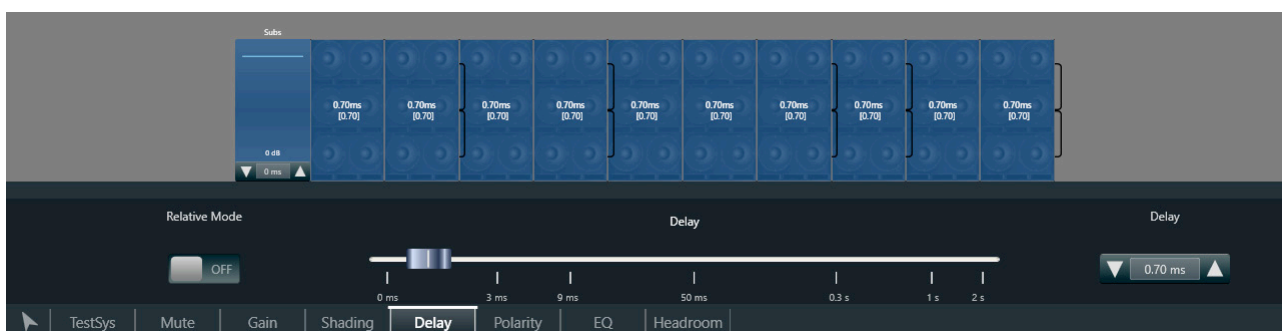 Subs
0.70ms 0.70ms 0.70ms 0.70ms 0.70ms 0.70ms 0.70ms 0.70ms 0.70ms 0.70ms
[0.70] [0.70] [0.70] [0.70] [0.70] [0.70] [0.70] [0.70] [0.70] [0.70]
0 dB
0 ms
Relative Mode
OFF
Delay
0 ms 3 ms 9 ms 50 ms 0.3 s 1 s 2 s
Delay
0.70 ms
TestSys Mute Gain Shading Delay Polarity EQ Headroom